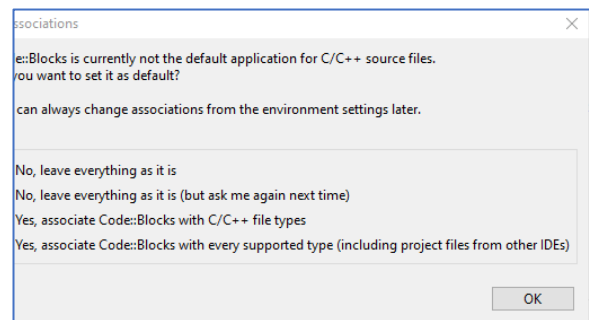 ssociations
e::Blocks is currently not the default application for C/C++ source files.
you want to set it as default?
can always change associations from the environment settings later.
No, leave everything as it is
No, leave everything as it is (but ask me again next time)
Yes, associate Code::Blocks with C/C++ file types
Yes, associate Code::Blocks with every supported type (including project files from other IDEs)
OK